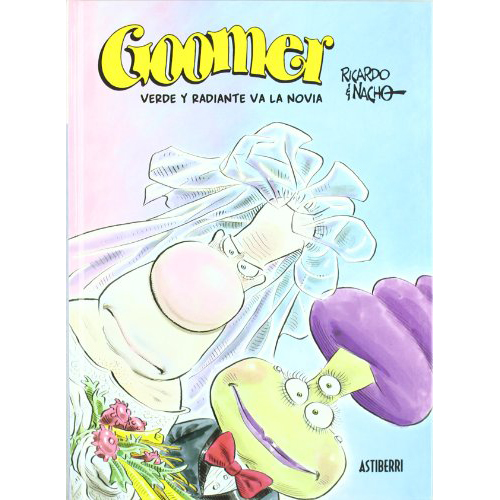 Goomer
VERDE Y RADIANTE VA LA NOVIA
RICARDO
& NACHO
ASTIBERRI